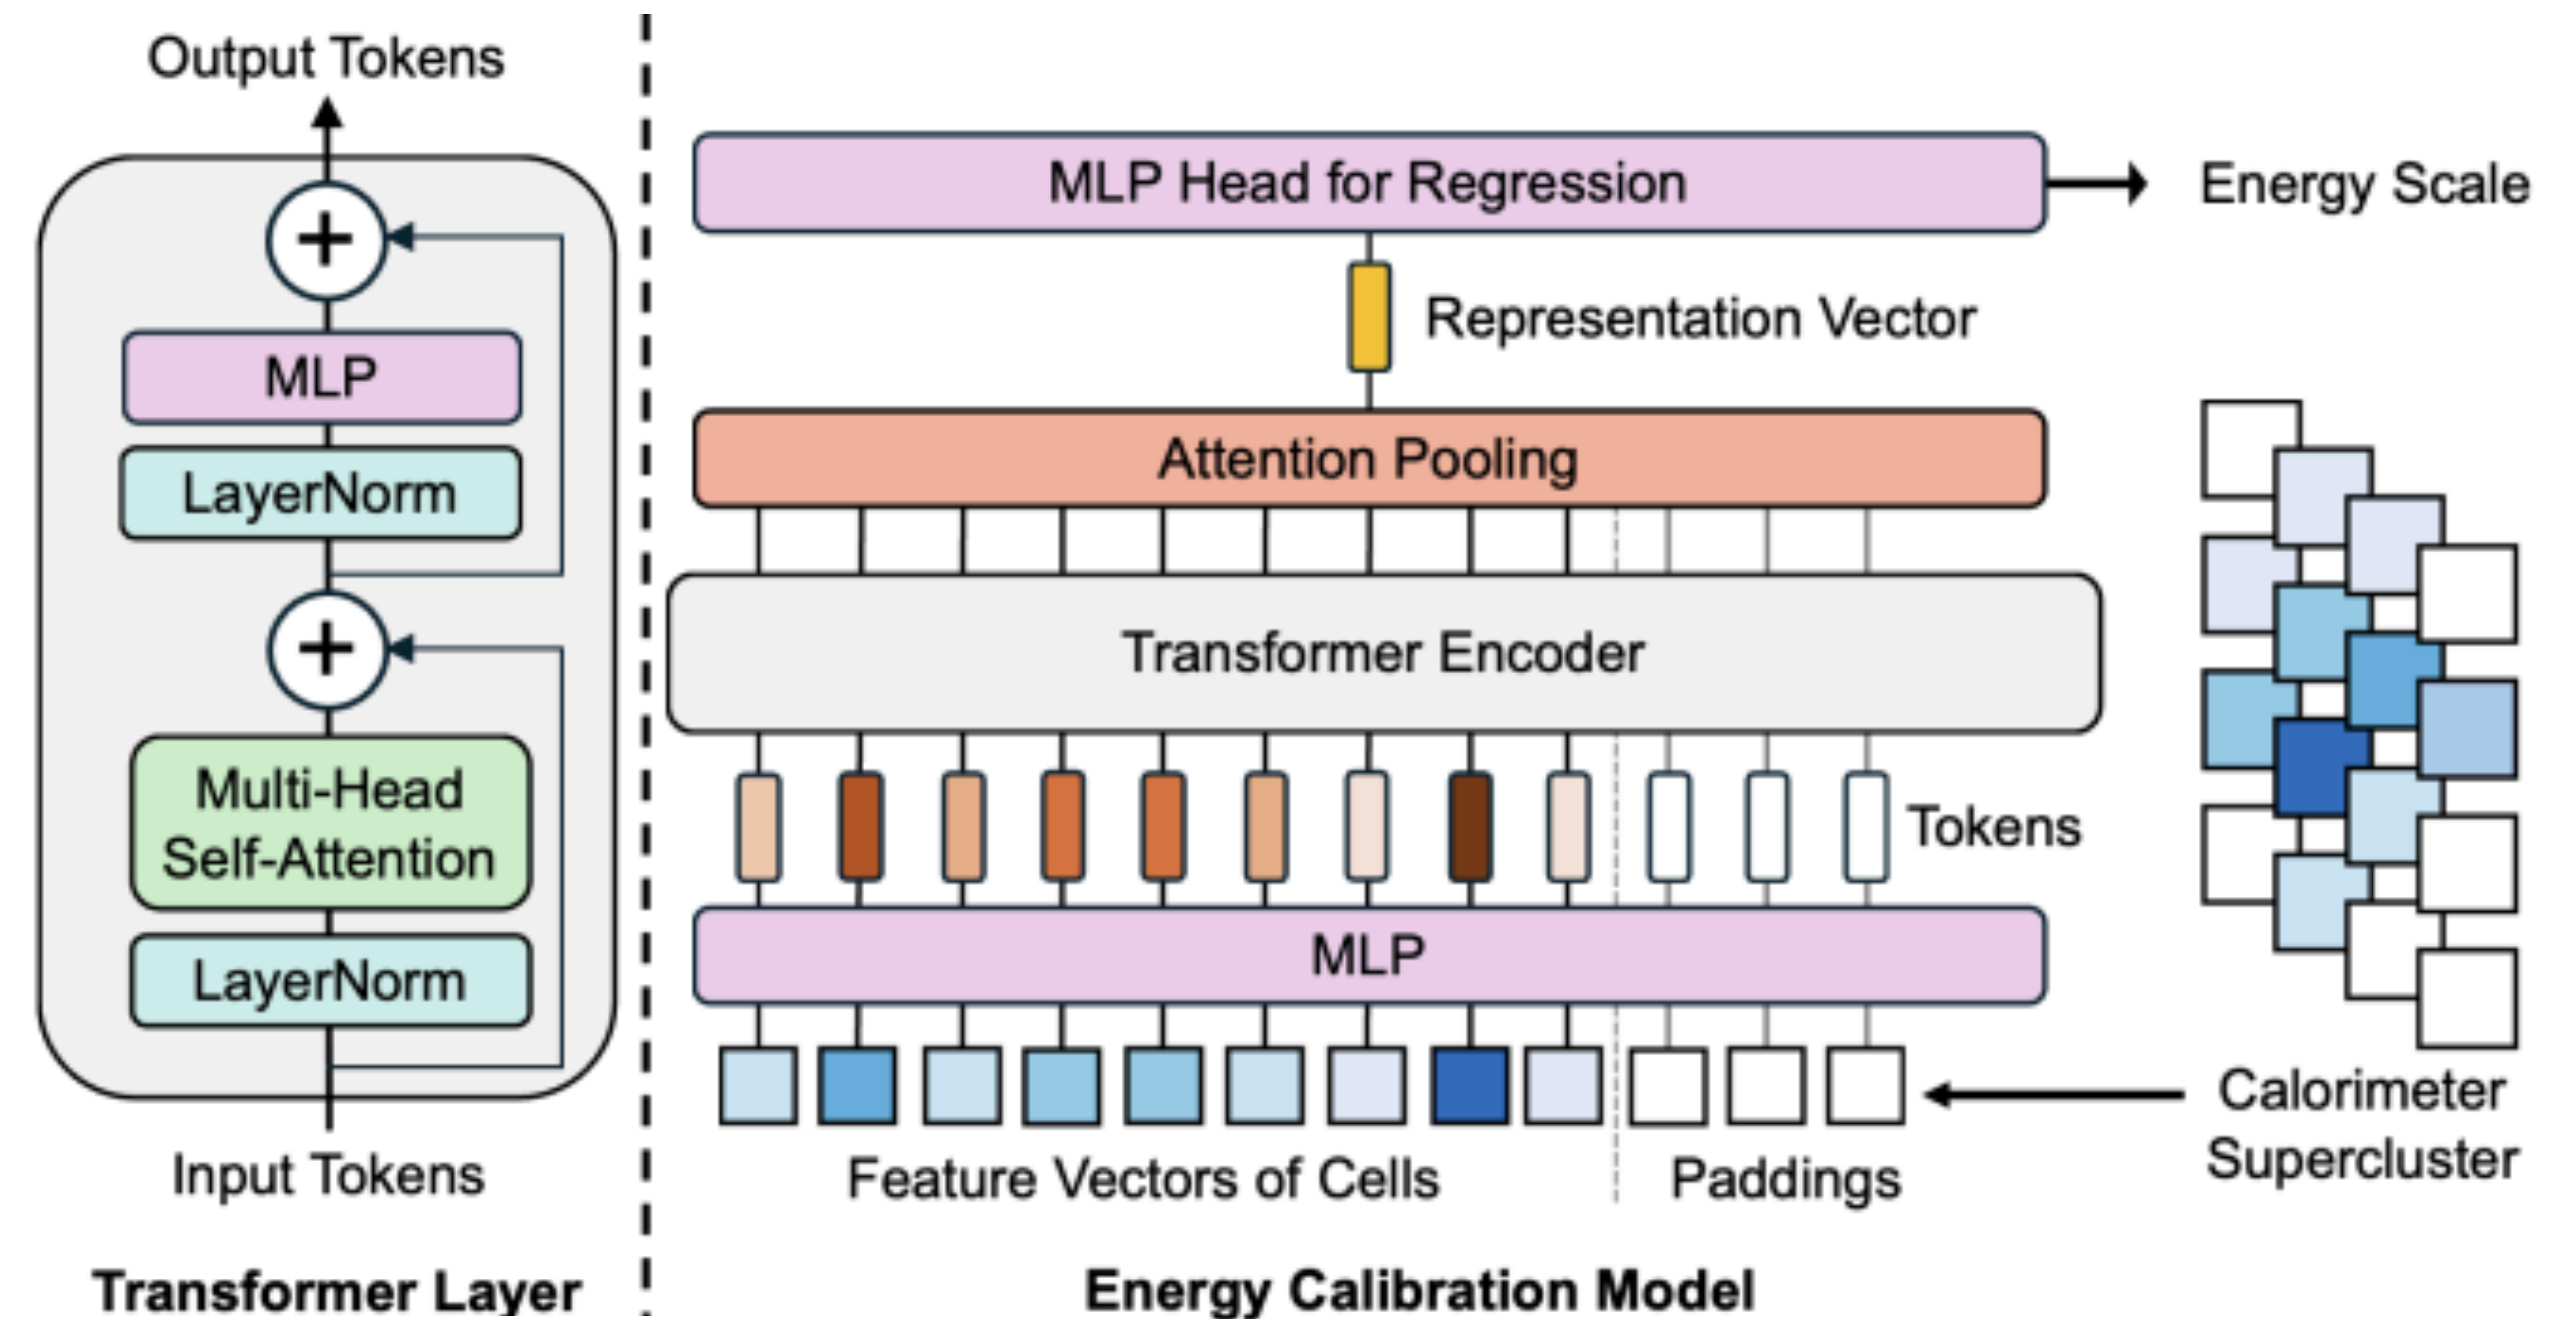 Output Tokens
+
MLP
LayerNorm
+
Multi-Head
Self-Attention
LayerNorm
Input Tokens
Transformer Layer
MLP Head for Regression
Energy Scale
Representation Vector
Attention Pooling
Transformer Encoder
Tokens
MLP
Feature Vectors of Cells
Paddings
Calorimeter
Supercluster
Energy Calibration Model